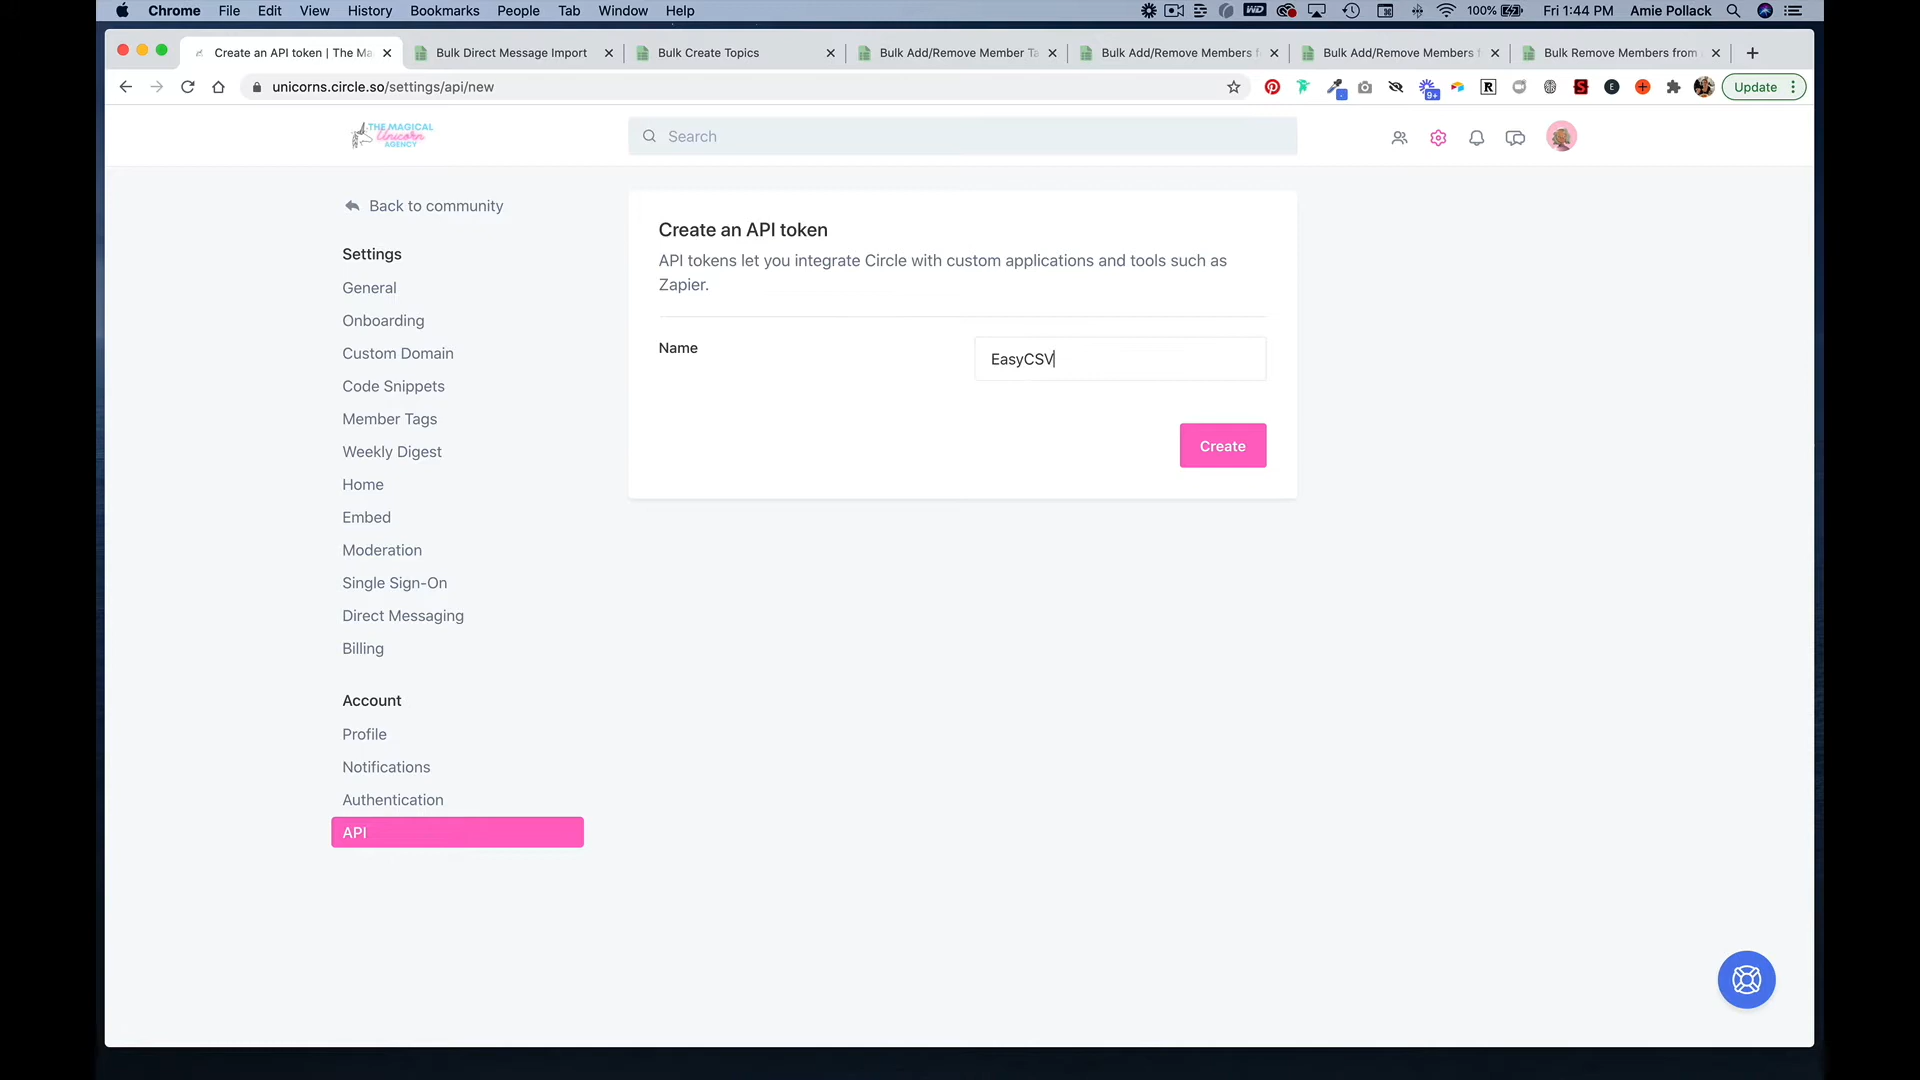 Chrome File Edit View History Bookmarks People Tab Window Help 100% Fri 1:44 PM Amie Pollack
Create an API token | The Ma Bulk Direct Message Import Bulk Create Topics Bulk Add/Remove Member Ta Bulk Add/Remove Members f Bulk Add/Remove Members f Bulk Remove Members from
unicorns.circle.so/settings/api/new Update
THE MAGICAL
Unicorn
AGENCY
Search
Back to community
Settings
General
Onboarding
Custom Domain
Code Snippets
Member Tags
Weekly Digest
Home
Embed
Moderation
Single Sign-On
Direct Messaging
Billing
Account
Profile
Notifications
Authentication
API
Create an API token
API tokens let you integrate Circle with custom applications and tools such as
Zapier.
Name
EasyCSV
Create